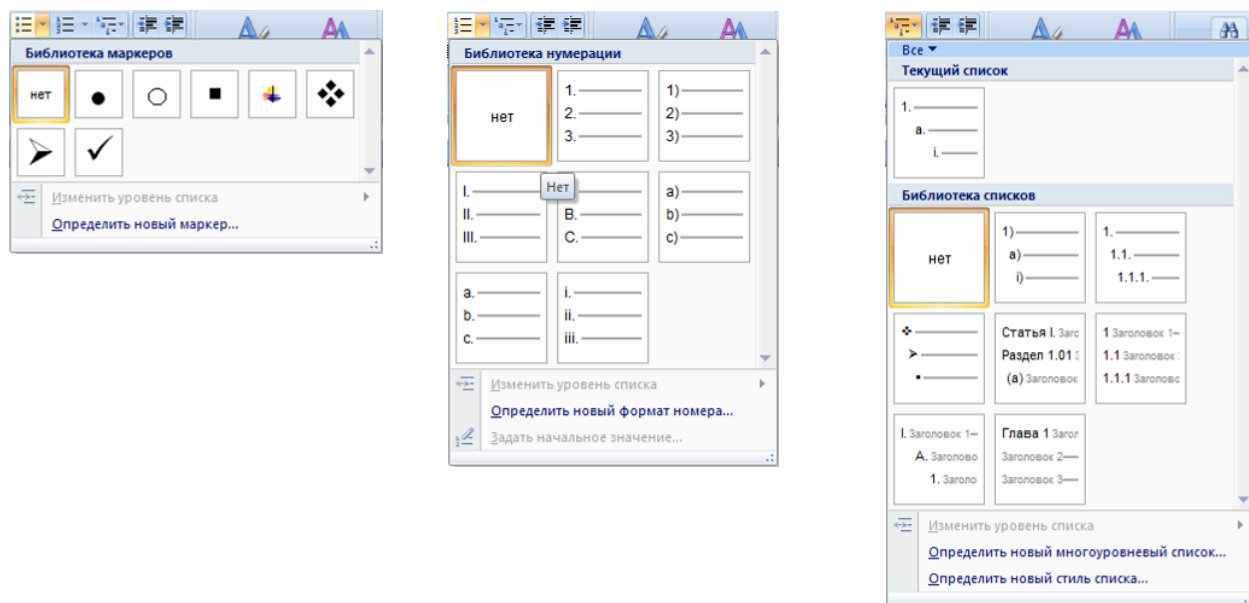 Библиотека маркеров
нет
Изменить уровень списка
Определить новый маркер...
Библиотека нумерации
нет
1.
2.
3.
1)
2)
3)
I.
II.
III.
Нет
B.
C.
a)
b)
c)
a.
b.
c.
i.
ii.
iii.
Изменить уровень списка
Определить новый формат номера...
Задать начальное значение...
Все
Текущий список
1.
a.
i.
Библиотека списков
нет
1)
a)
i)
1.
1.1.
1.1.1.
Статья I. Загс
Раздел 1.01 З
(a) Заголовок
1 Заголовок 1
1.1 Заголовок
1.1.1 Заголовс
I. Заголовок 1
A. Заголово
1. Заголо
Глава 1 Загол
Заголовок 2
Заголовок 3
Изменить уровень списка
Определить новый многоуровневый список...
Определить новый стиль списка...